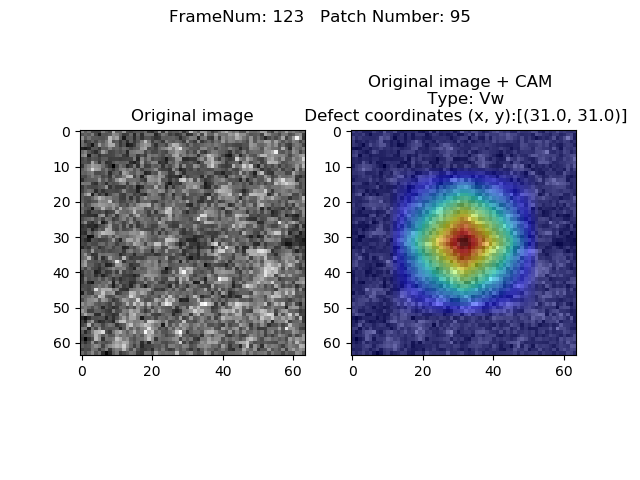 FrameNum: 123   Patch Number: 95
Original image
Original image + CAM
Type: Vw
Defect coordinates (x, y):[(31.0, 31.0)]
0
10
20
30
40
50
60
0 20 40 60
0
10
20
30
40
50
60
20 40 60